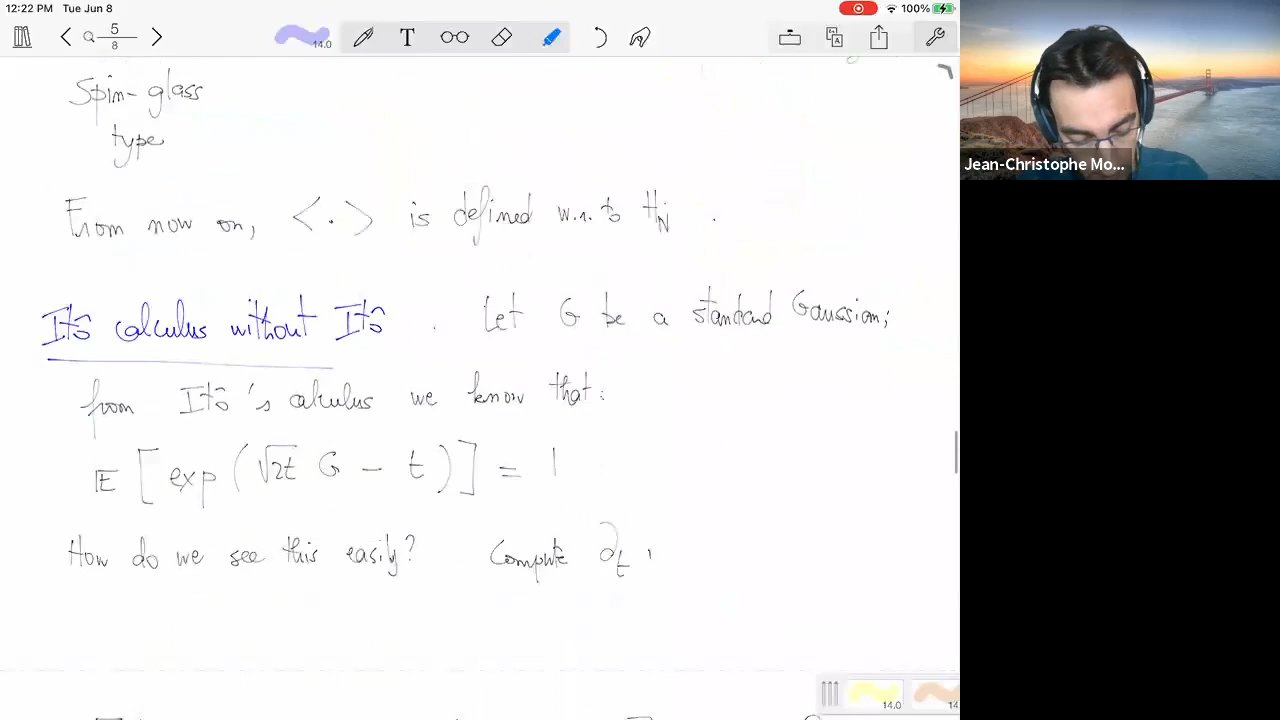 12:22 PM Tue Jun 8
100%
5
8
14.0
T
Spin-glass
type
From now on, < · > is defined w.r. to H_N .
Itô calculus without Itô . Let G be a standard Gaussian;
from Itô's calculus we know that:
E [ exp ( √2t G − t ) ] = 1
How do we see this easily? Compute ∂_t
14.0
14.
Jean-Christophe Mo...